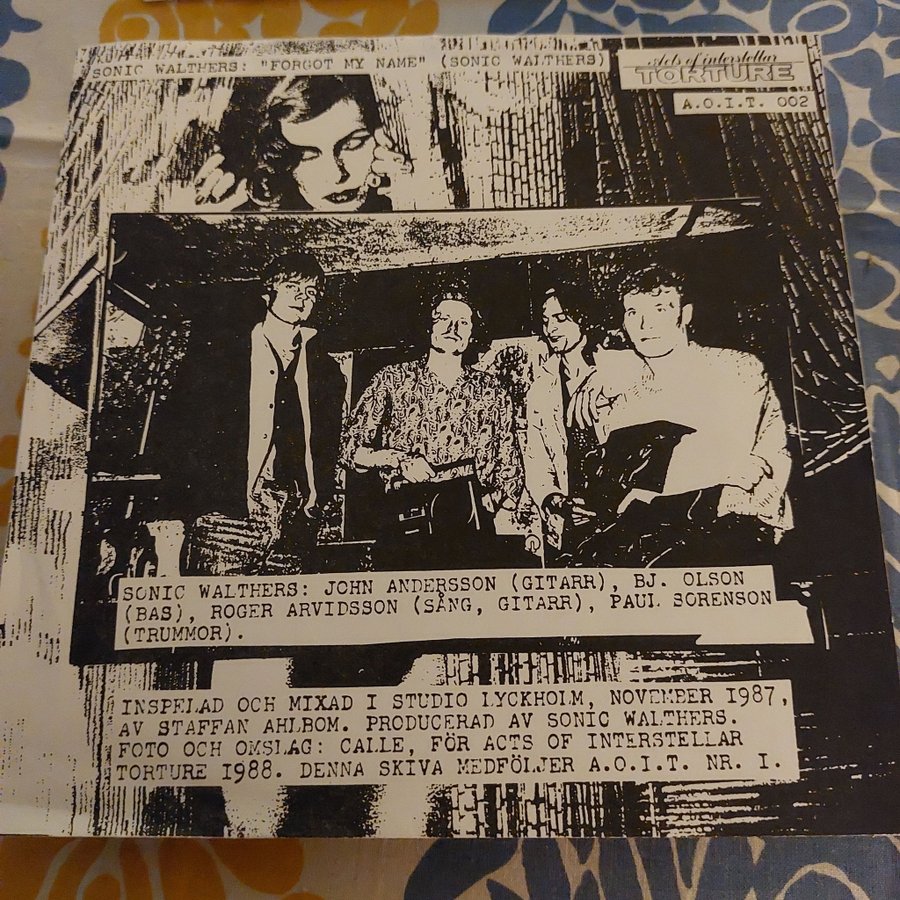 SONIC WALTHERS: "FORGOT MY NAME" (SONIC WALTHERS)
Acts of interstellar
TORTURE
A.O.I.T. 002
SONIC WALTHERS: JOHN ANDERSSON (GITARR), BJ. OLSON
(BAS), ROGER ARVIDSSON (SÅNG, GITARR), PAUL SORENSON
(TRUMMOR).
INSPELAD OCH MIXAD I STUDIO LYCKHOLM, NOVEMBER 1987,
AV STAFFAN AHLBOM. PRODUCERAD AV SONIC WALTHERS.
FOTO OCH OMSLAG: CALLE, FÖR ACTS OF INTERSTELLAR
TORTURE 1988. DENNA SKIVA MEDFÖLJER A.O.I.T. NR. I.